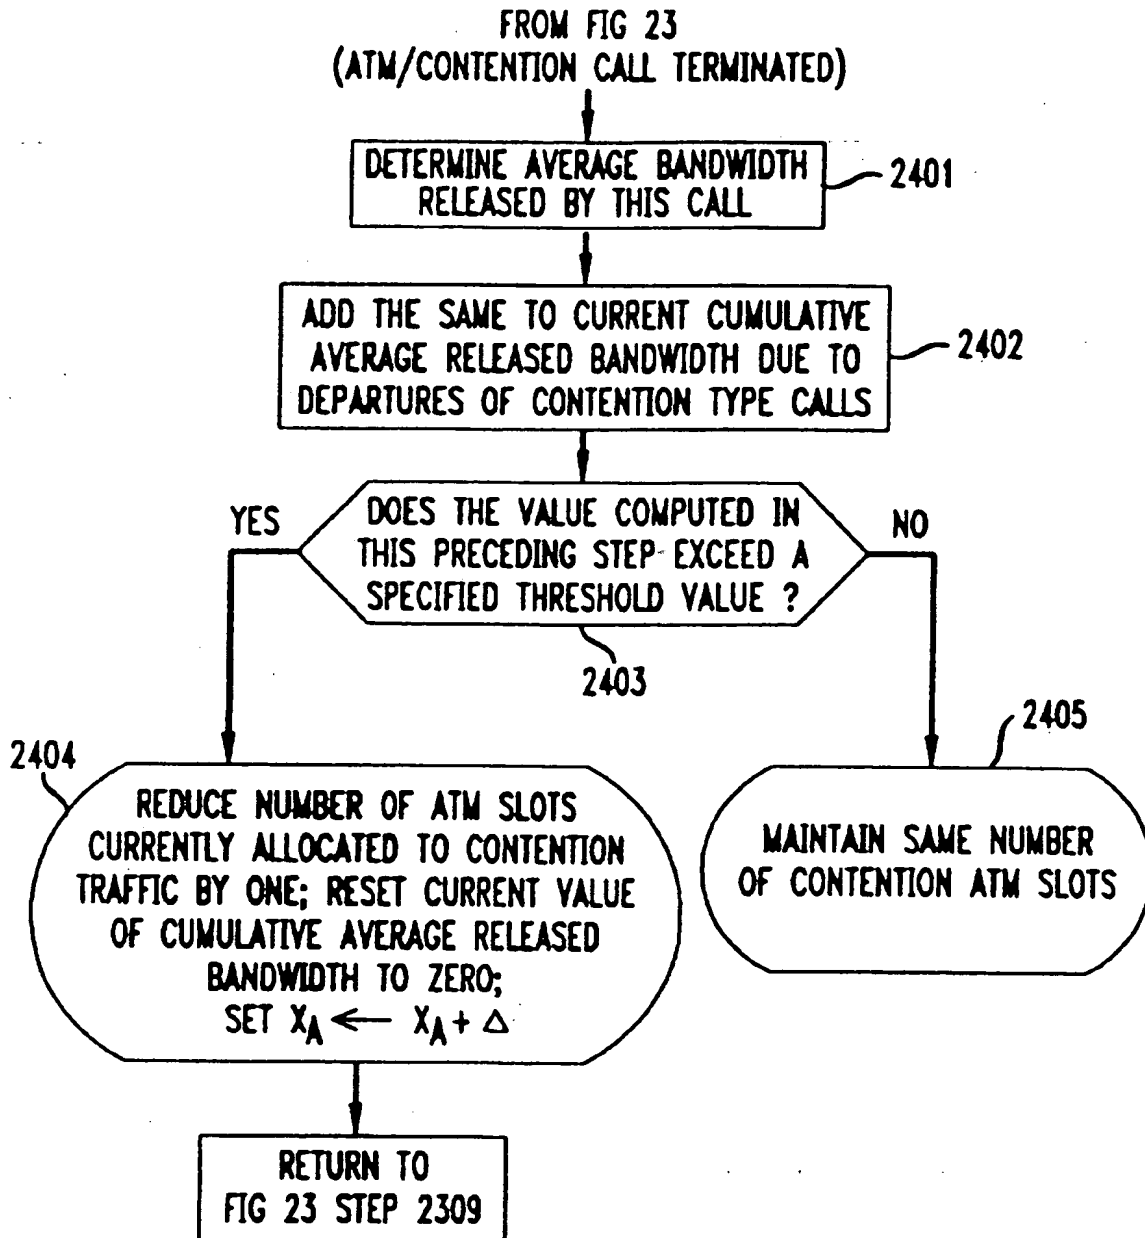 FROM FIG 23
(ATM/CONTENTION CALL TERMINATED)
DETERMINE AVERAGE BANDWIDTH
RELEASED BY THIS CALL
2401
ADD THE SAME TO CURRENT CUMULATIVE
AVERAGE RELEASED BANDWIDTH DUE TO
DEPARTURES OF CONTENTION TYPE CALLS
2402
DOES THE VALUE COMPUTED IN
THIS PRECEDING STEP EXCEED A
SPECIFIED THRESHOLD VALUE ?
YES
NO
2403
2404
REDUCE NUMBER OF ATM SLOTS
CURRENTLY ALLOCATED TO CONTENTION
TRAFFIC BY ONE; RESET CURRENT VALUE
OF CUMULATIVE AVERAGE RELEASED
BANDWIDTH TO ZERO;
SET XA ← XA + Δ
2405
MAINTAIN SAME NUMBER
OF CONTENTION ATM SLOTS
RETURN TO
FIG 23 STEP 2309